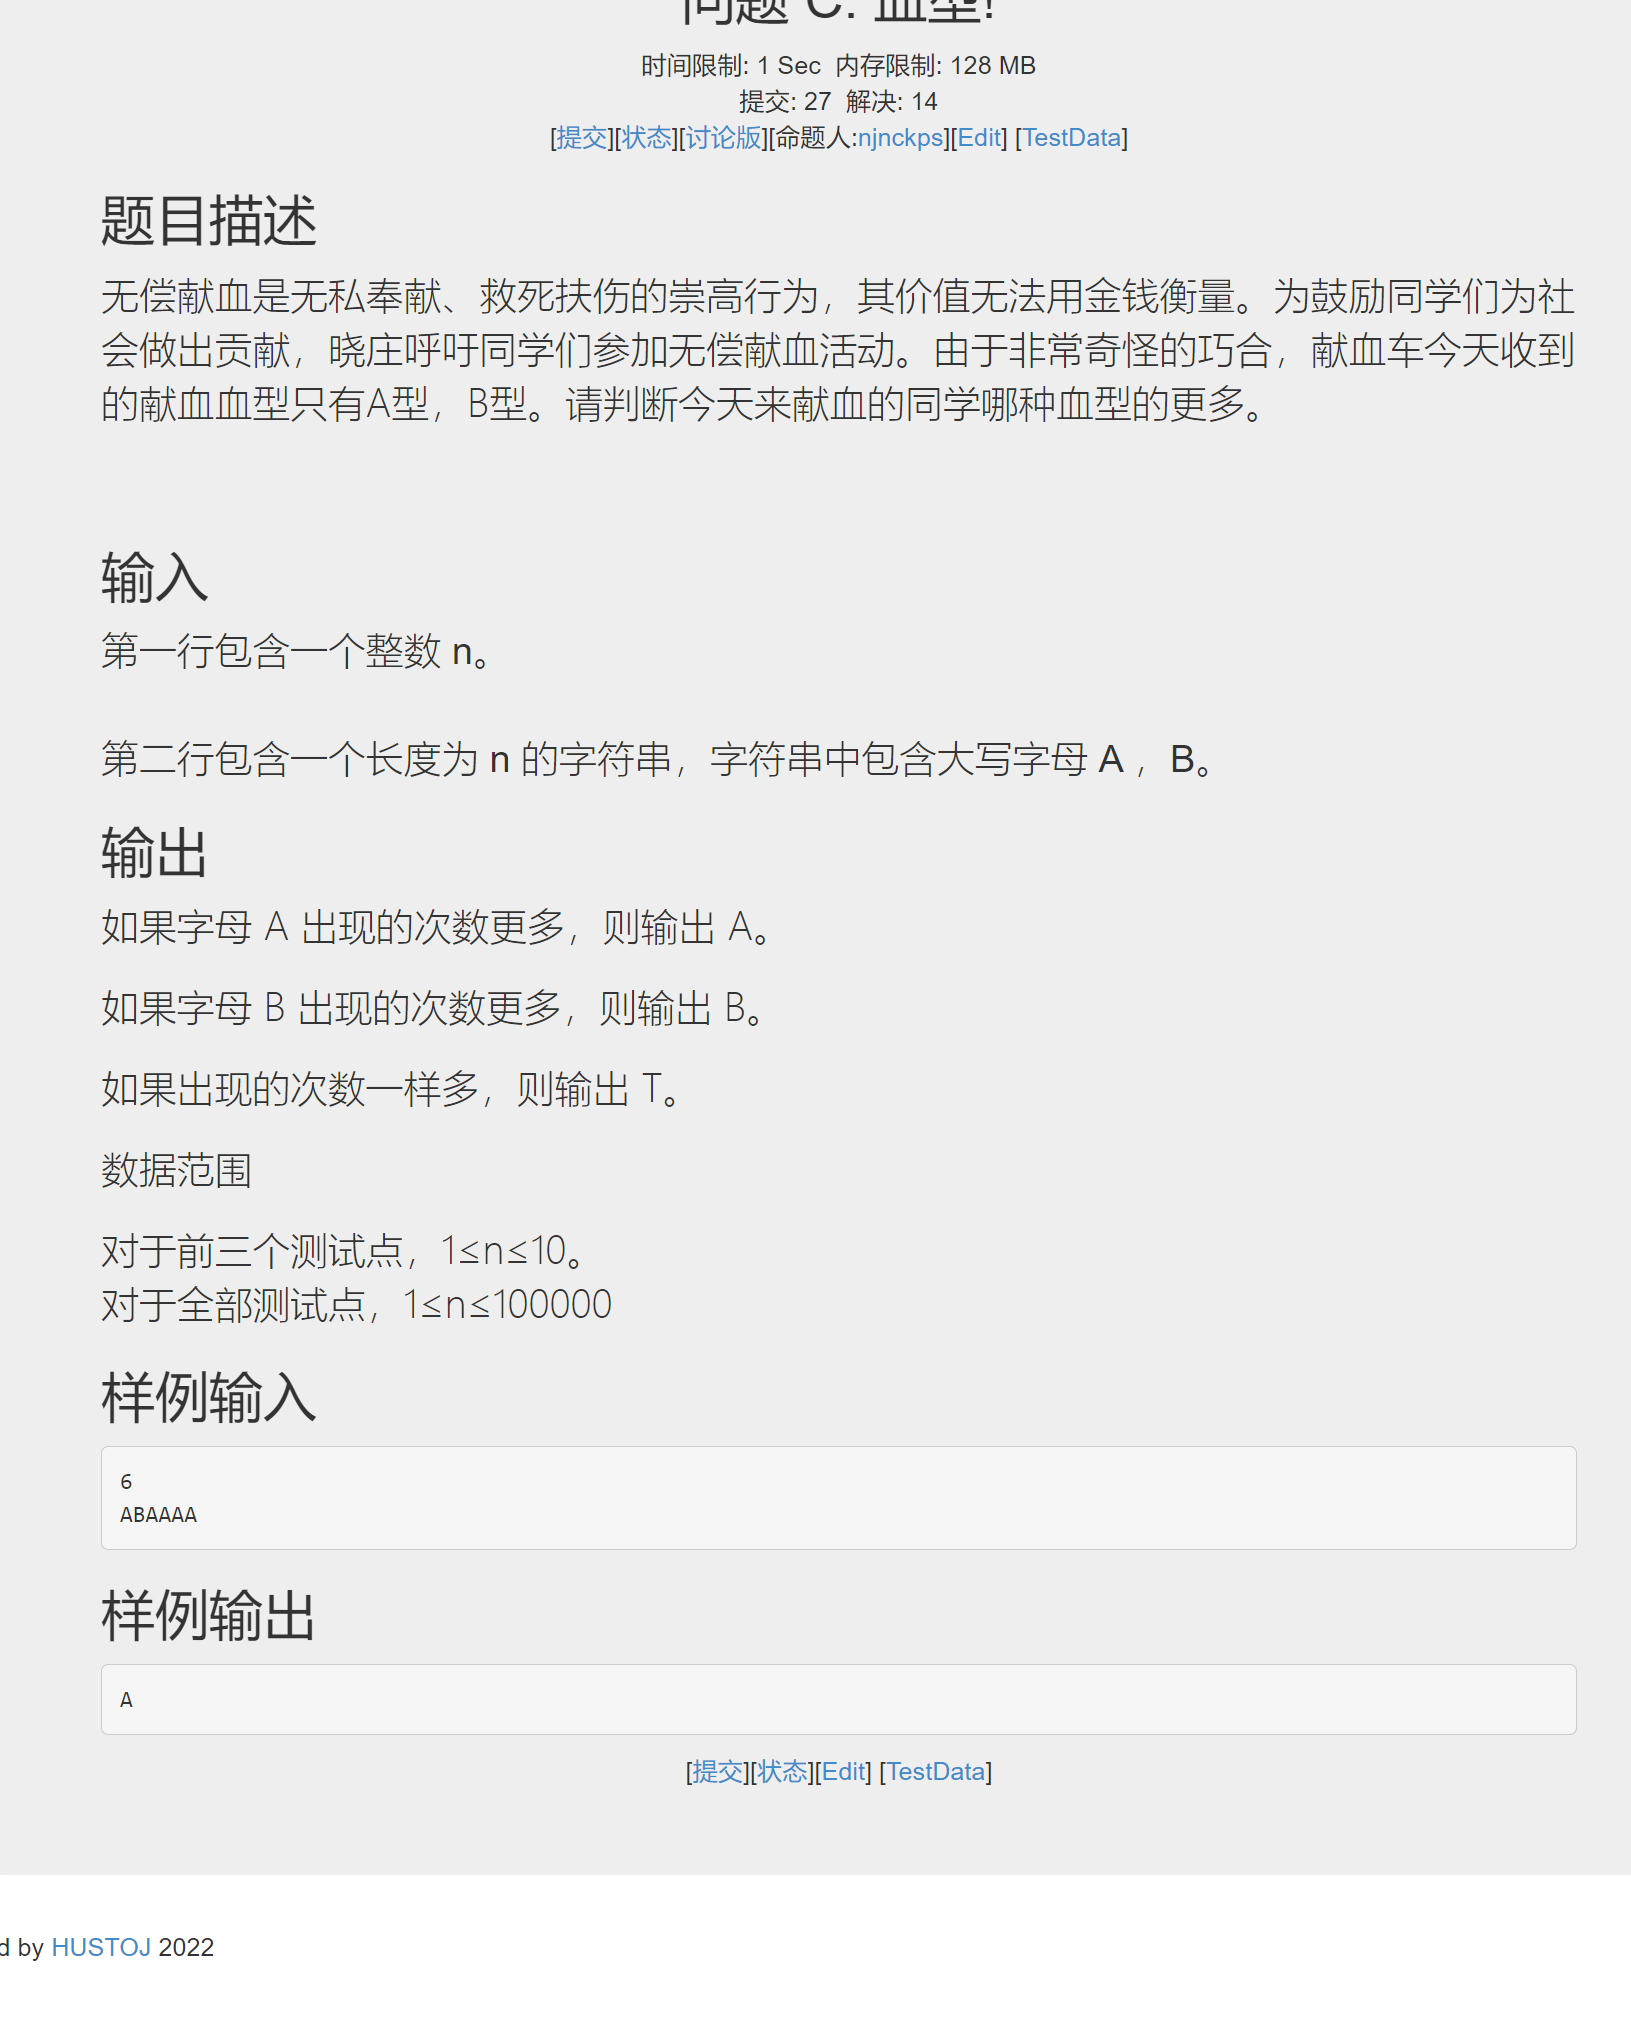 问题 C: 血型!
时间限制: 1 Sec 内存限制: 128 MB
提交: 27 解决: 14
[提交][状态][讨论版][命题人:njnckps][Edit] [TestData]
题目描述
无偿献血是无私奉献、救死扶伤的崇高行为，其价值无法用金钱衡量。为鼓励同学们为社
会做出贡献，晓庄呼吁同学们参加无偿献血活动。由于非常奇怪的巧合，献血车今天收到
的献血血型只有A型，B型。请判断今天来献血的同学哪种血型的更多。
输入
第一行包含一个整数 n。
第二行包含一个长度为 n 的字符串，字符串中包含大写字母 A ，B。
输出
如果字母 A 出现的次数更多，则输出 A。
如果字母 B 出现的次数更多，则输出 B。
如果出现的次数一样多，则输出 T。
数据范围
对于前三个测试点，1≤n≤10。
对于全部测试点，1≤n≤100000
样例输入
6
ABAAAA
样例输出
A
[提交][状态][Edit] [TestData]
d by HUSTOJ 2022